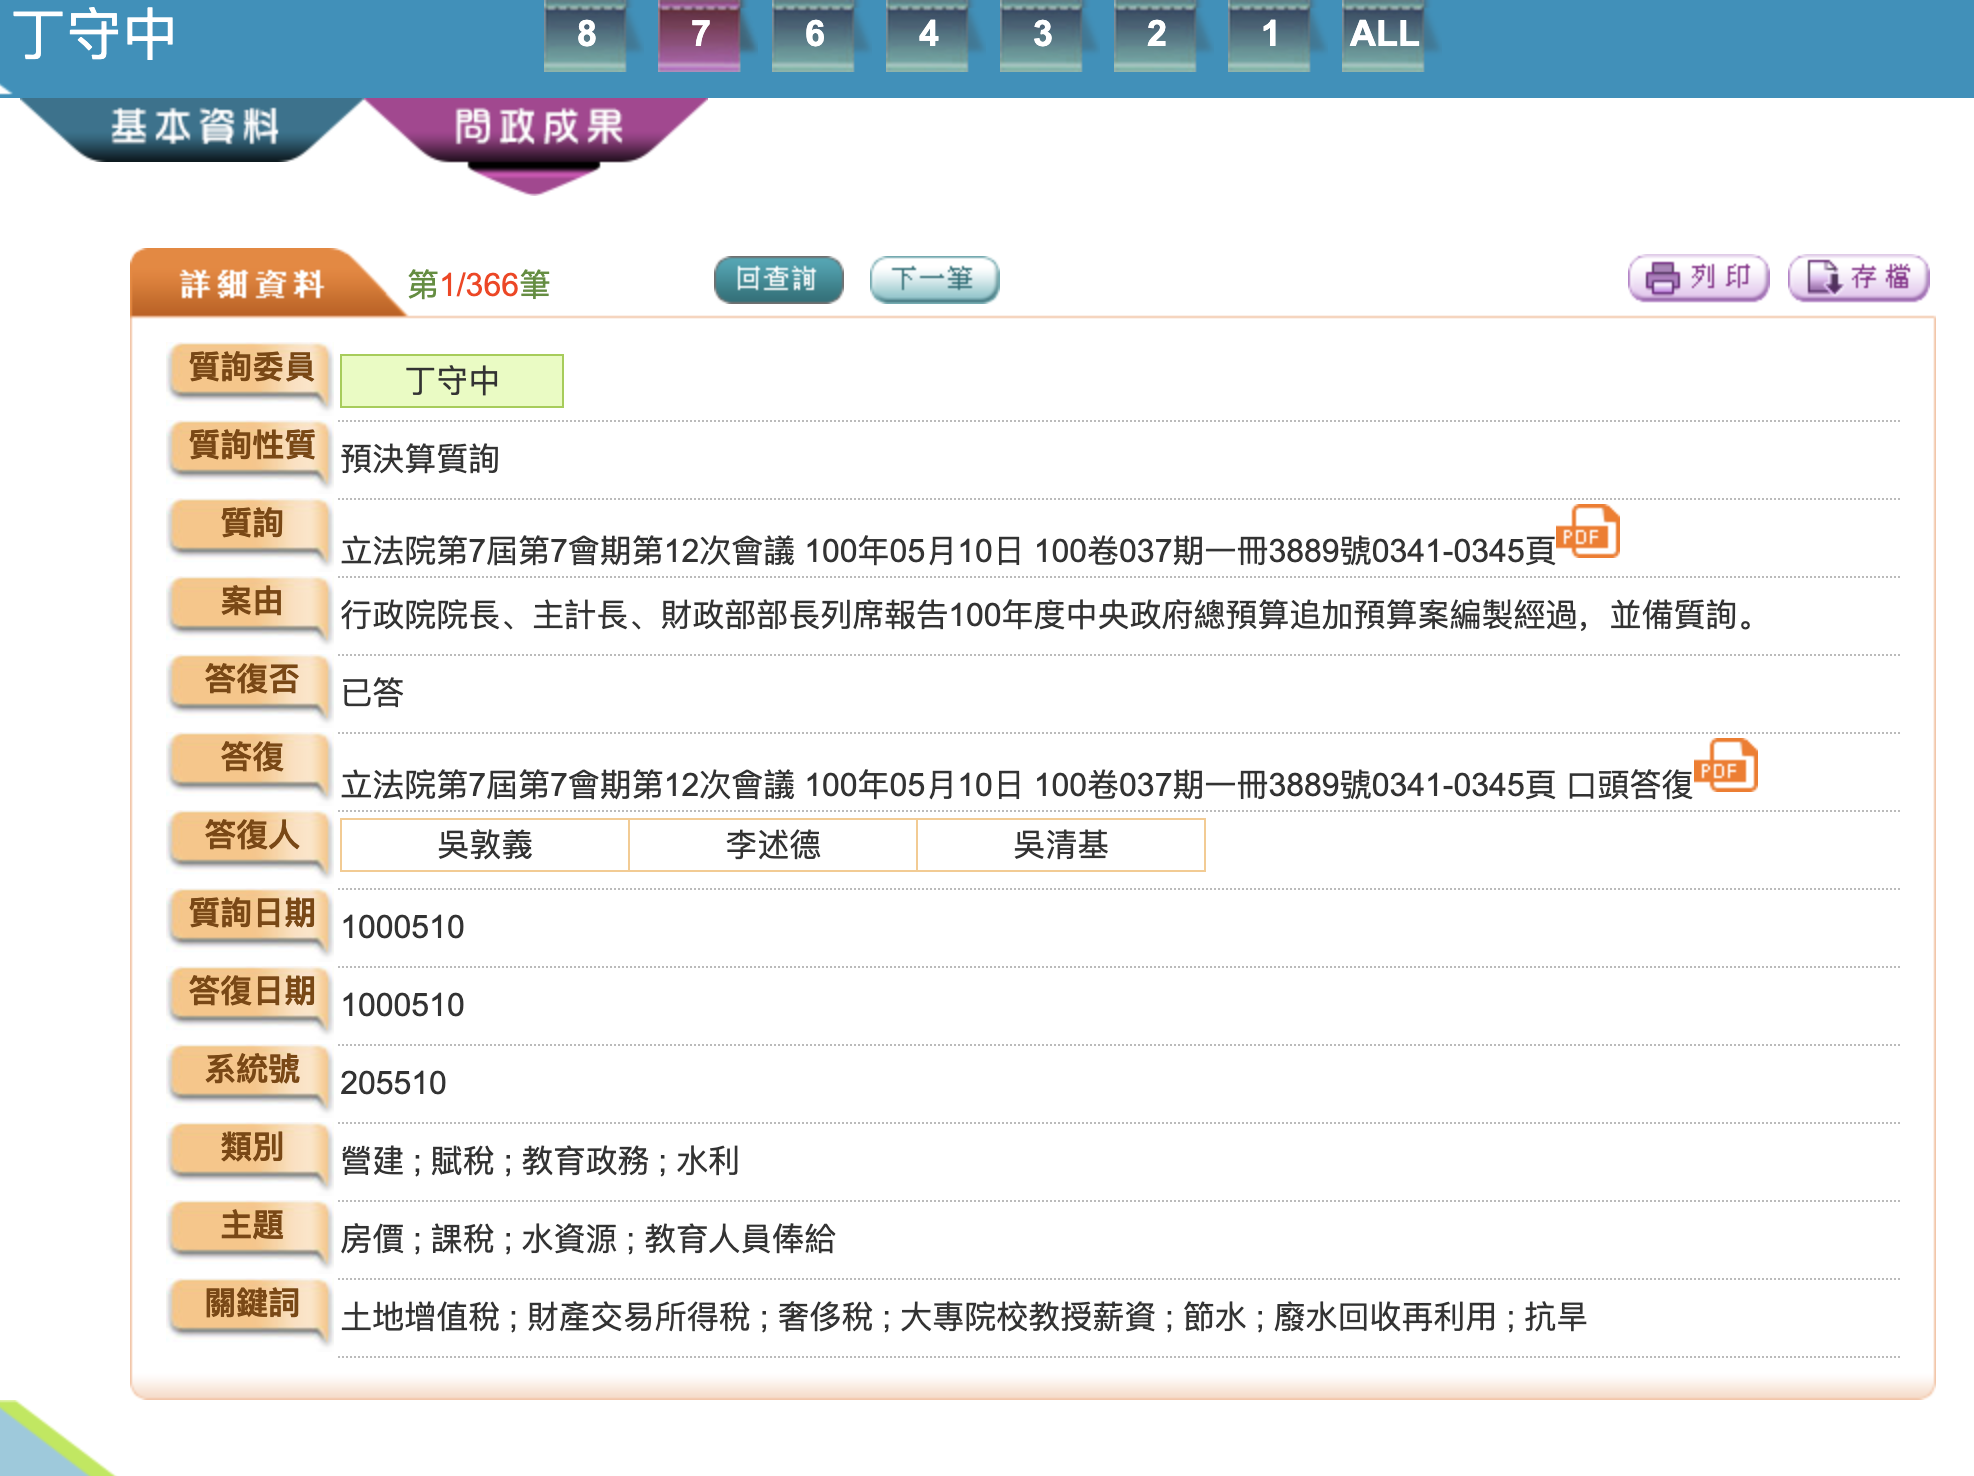 丁守中
8 7 6 4 3 2 1 ALL
基本資料 問政成果
詳細資料 第1/366筆 回查詢 下一筆 列印 存檔
質詢委員 丁守中
質詢性質 預決算質詢
質詢 立法院第7屆第7會期第12次會議 100年05月10日 100卷037期一冊3889號0341-0345頁 PDF
案由 行政院院長、主計長、財政部部長列席報告100年度中央政府總預算追加預算案編製經過，並備質詢。
答復否 已答
答復 立法院第7屆第7會期第12次會議 100年05月10日 100卷037期一冊3889號0341-0345頁 口頭答復 PDF
答復人 吳敦義 李述德 吳清基
質詢日期 1000510
答復日期 1000510
系統號 205510
類別 營建 ; 賦稅 ; 教育政務 ; 水利
主題 房價 ; 課稅 ; 水資源 ; 教育人員俸給
關鍵詞 土地增值稅 ; 財產交易所得稅 ; 奢侈稅 ; 大專院校教授薪資 ; 節水 ; 廢水回收再利用 ; 抗旱